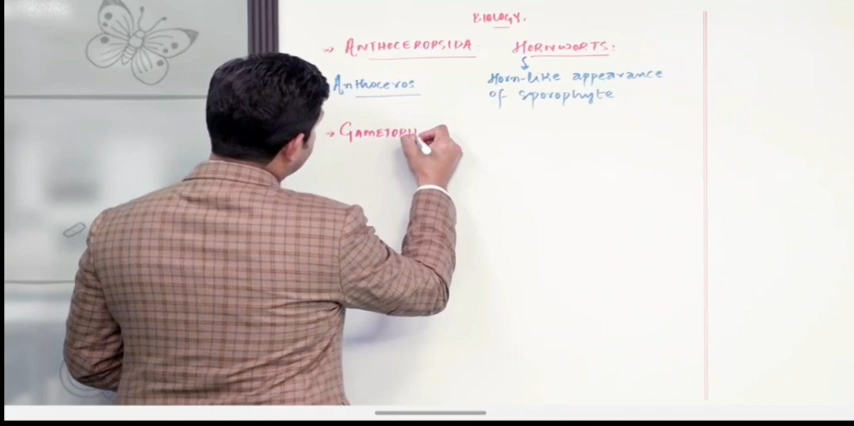 BIOLOGY.
→ ANTHOCEROPSIDA. HORNWORTS.
Anthoceros Horn-like appearance
of sporophyte
→ GAMETOPH